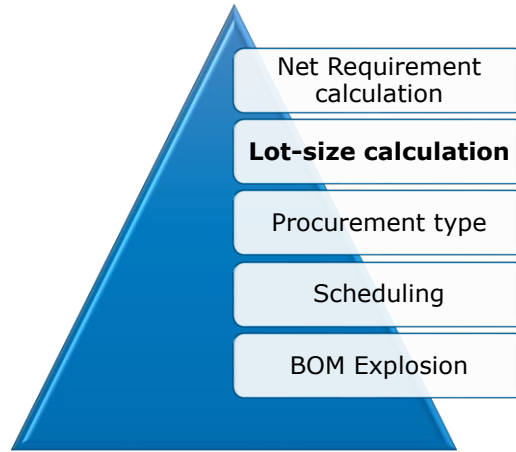 Net Requirement
calculation
Lot-size calculation
Procurement type
Scheduling
BOM Explosion